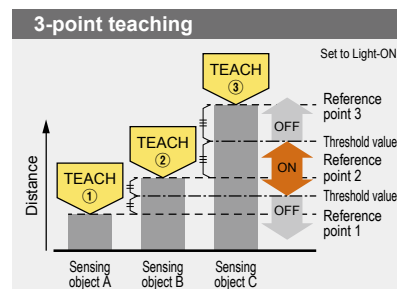 3-point teaching
Set to Light-ON
TEACH
③
TEACH
②
TEACH
①
Distance
OFF
ON
OFF
Reference
point 3
Threshold value
Reference
point 2
Threshold value
Reference
point 1
Sensing
object A
Sensing
object B
Sensing
object C